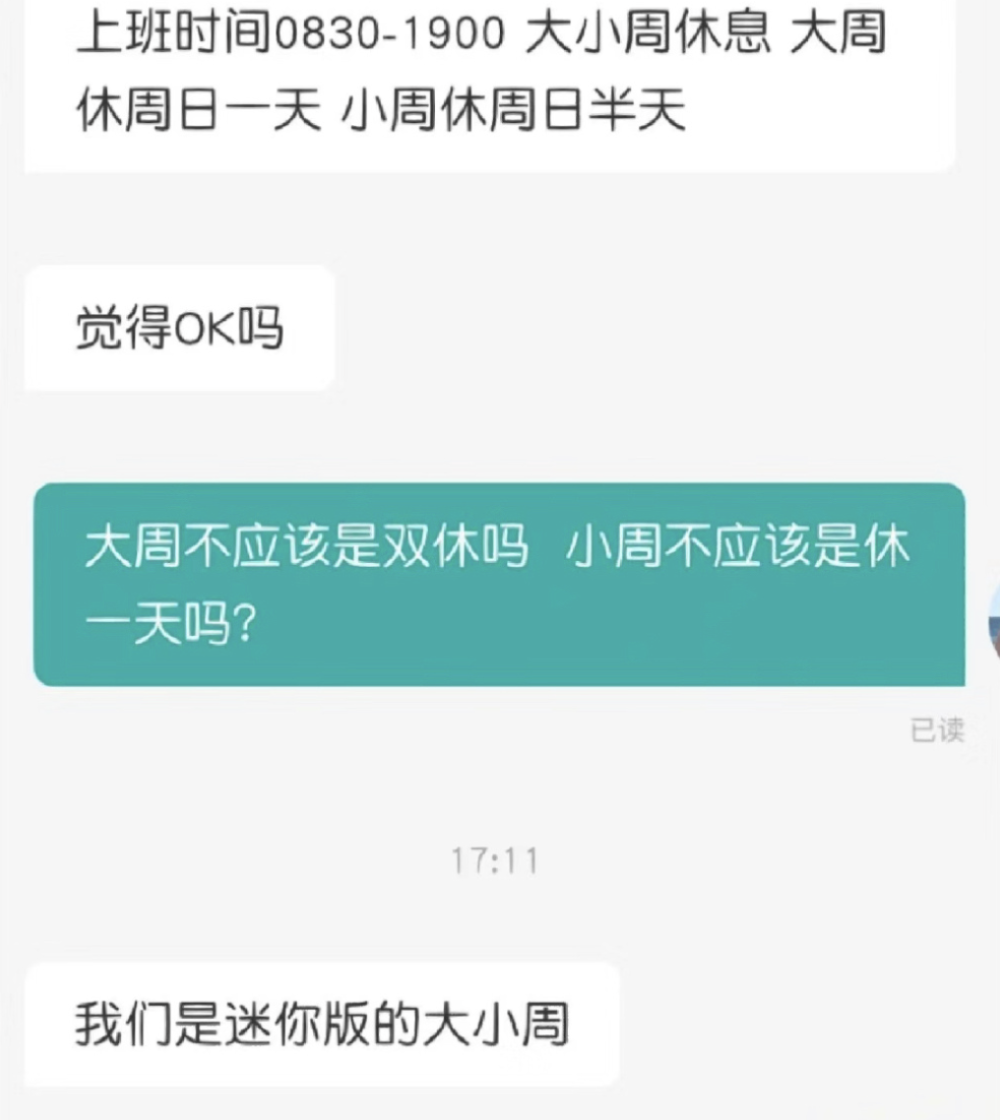 上班时间0830-1900 大小周休息 大周
休周日一天 小周休周日半天
觉得OK吗
大周不应该是双休吗 小周不应该是休
一天吗?
已读
17:11
我们是迷你版的大小周